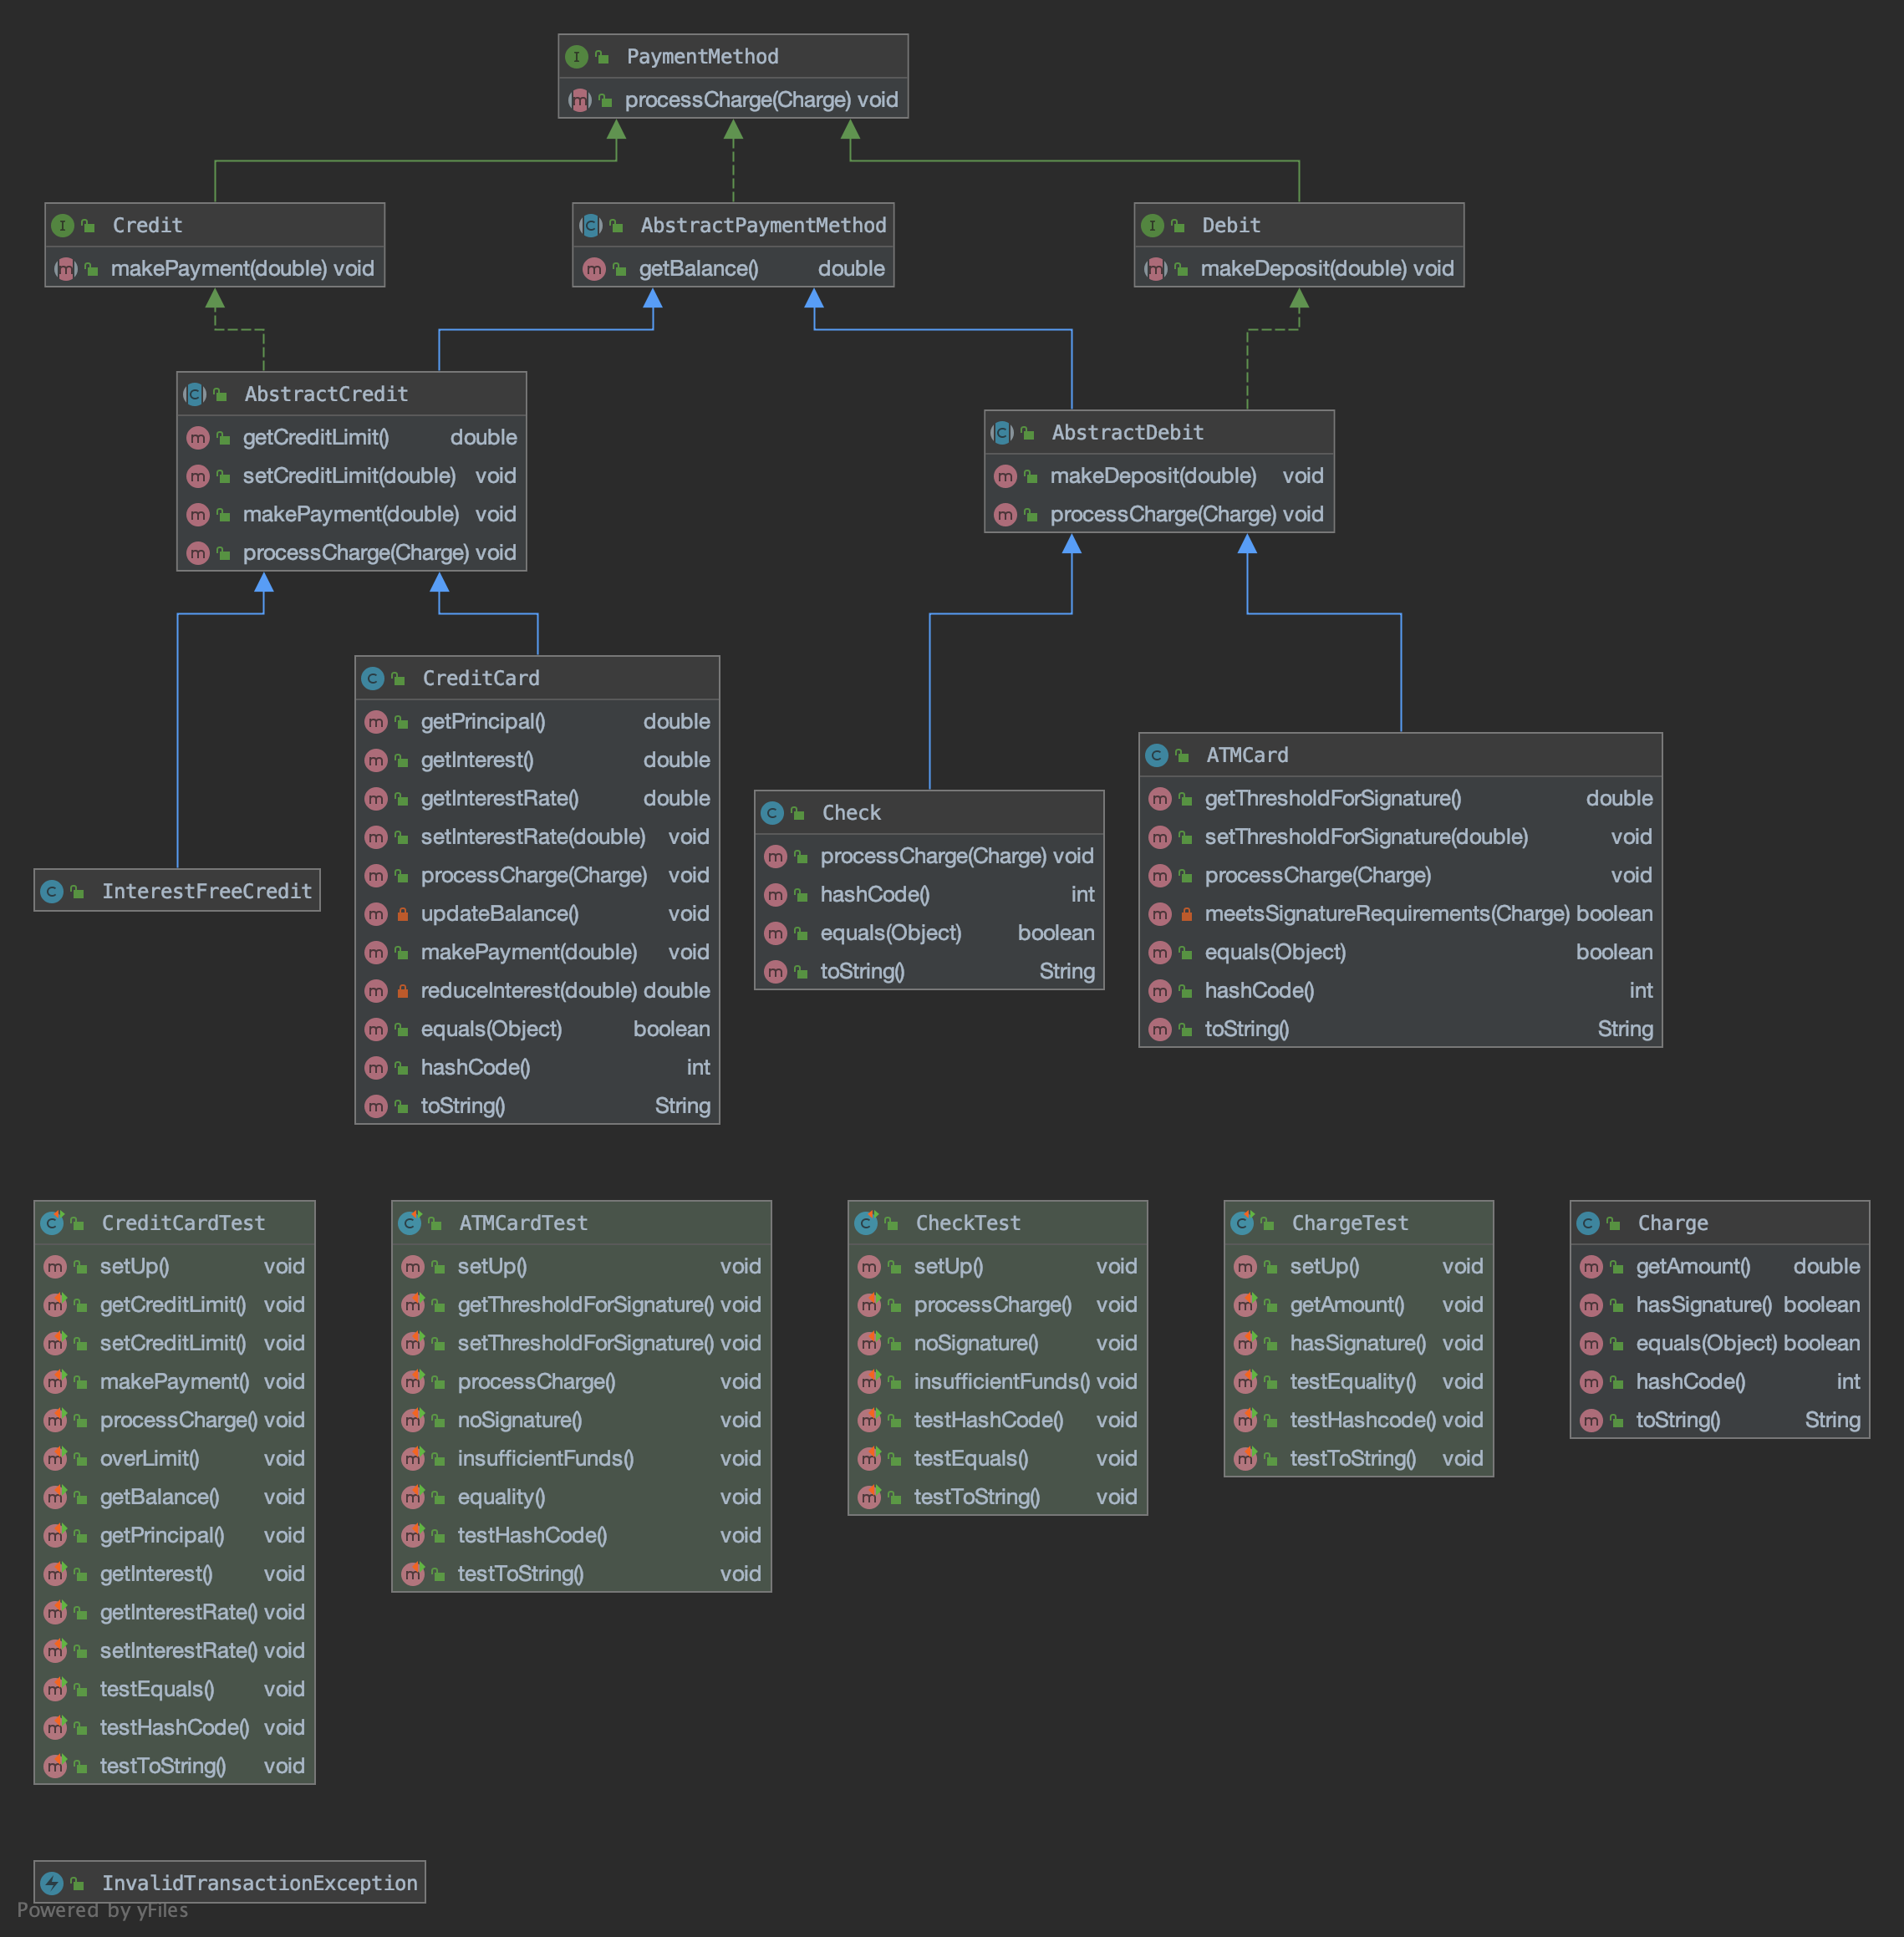 PaymentMethod
processCharge(Charge) void
Credit
makePayment(double) void
AbstractPaymentMethod
getBalance() double
Debit
makeDeposit(double) void
AbstractCredit
getCreditLimit() double
setCreditLimit(double) void
makePayment(double) void
processCharge(Charge) void
AbstractDebit
makeDeposit(double) void
processCharge(Charge) void
InterestFreeCredit
CreditCard
getPrincipal() double
getInterest() double
getInterestRate() double
setInterestRate(double) void
processCharge(Charge) void
updateBalance() void
makePayment(double) void
reduceInterest(double) double
equals(Object) boolean
hashCode() int
toString() String
Check
processCharge(Charge) void
hashCode() int
equals(Object) boolean
toString() String
ATMCard
getThresholdForSignature() double
setThresholdForSignature(double) void
processCharge(Charge) void
meetsSignatureRequirements(Charge) boolean
equals(Object) boolean
hashCode() int
toString() String
CreditCardTest
setUp() void
getCreditLimit() void
setCreditLimit() void
makePayment() void
processCharge() void
overLimit() void
getBalance() void
getPrincipal() void
getInterest() void
getInterestRate() void
setInterestRate() void
testEquals() void
testHashCode() void
testToString() void
ATMCardTest
setUp() void
getThresholdForSignature() void
setThresholdForSignature() void
processCharge() void
noSignature() void
insufficientFunds() void
equality() void
testHashCode() void
testToString() void
CheckTest
setUp() void
processCharge() void
noSignature() void
insufficientFunds() void
testHashCode() void
testEquals() void
testToString() void
ChargeTest
setUp() void
getAmount() void
hasSignature() void
testEquality() void
testHashcode() void
testToString() void
Charge
getAmount() double
hasSignature() boolean
equals(Object) boolean
hashCode() int
toString() String
InvalidTransactionException
Powered by yFiles